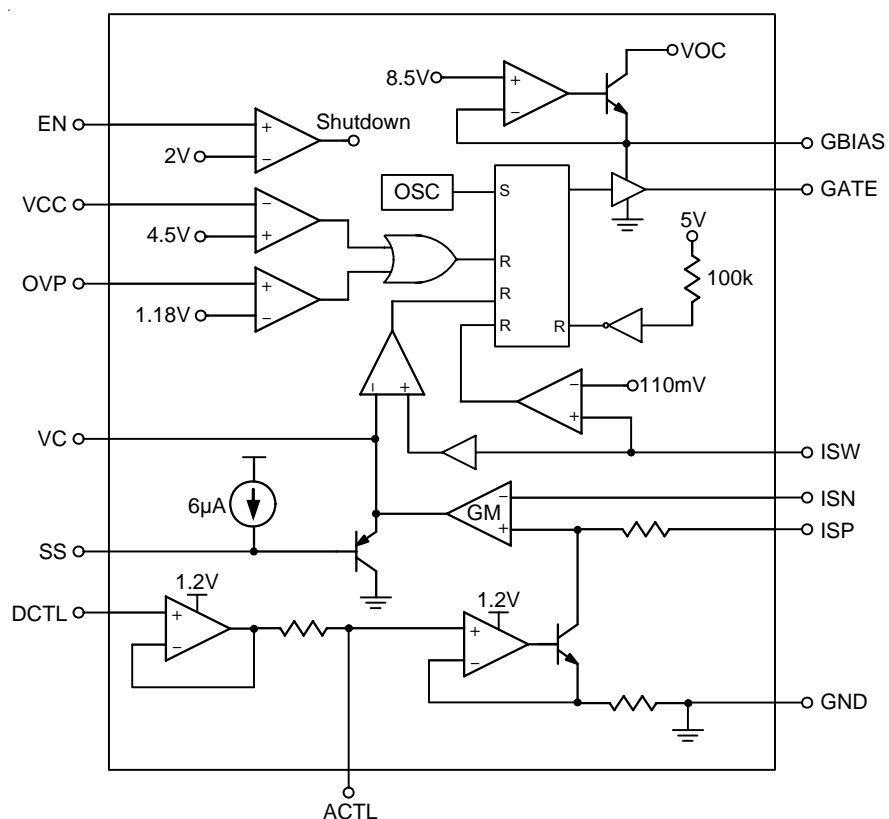 VOC
8.5V
+
−
EN
+
−
Shutdown
2V
GBIAS
OSC
S
GATE
VCC
−
+
4.5V
5V
R
100k
OVP
+
−
1.18V
R
R
R
−
+
110mV
−
+
VC
ISW
6µA
GM
−
+
ISN
ISP
SS
1.2V
DCTL
+
−
1.2V
+
−
GND
ACTL